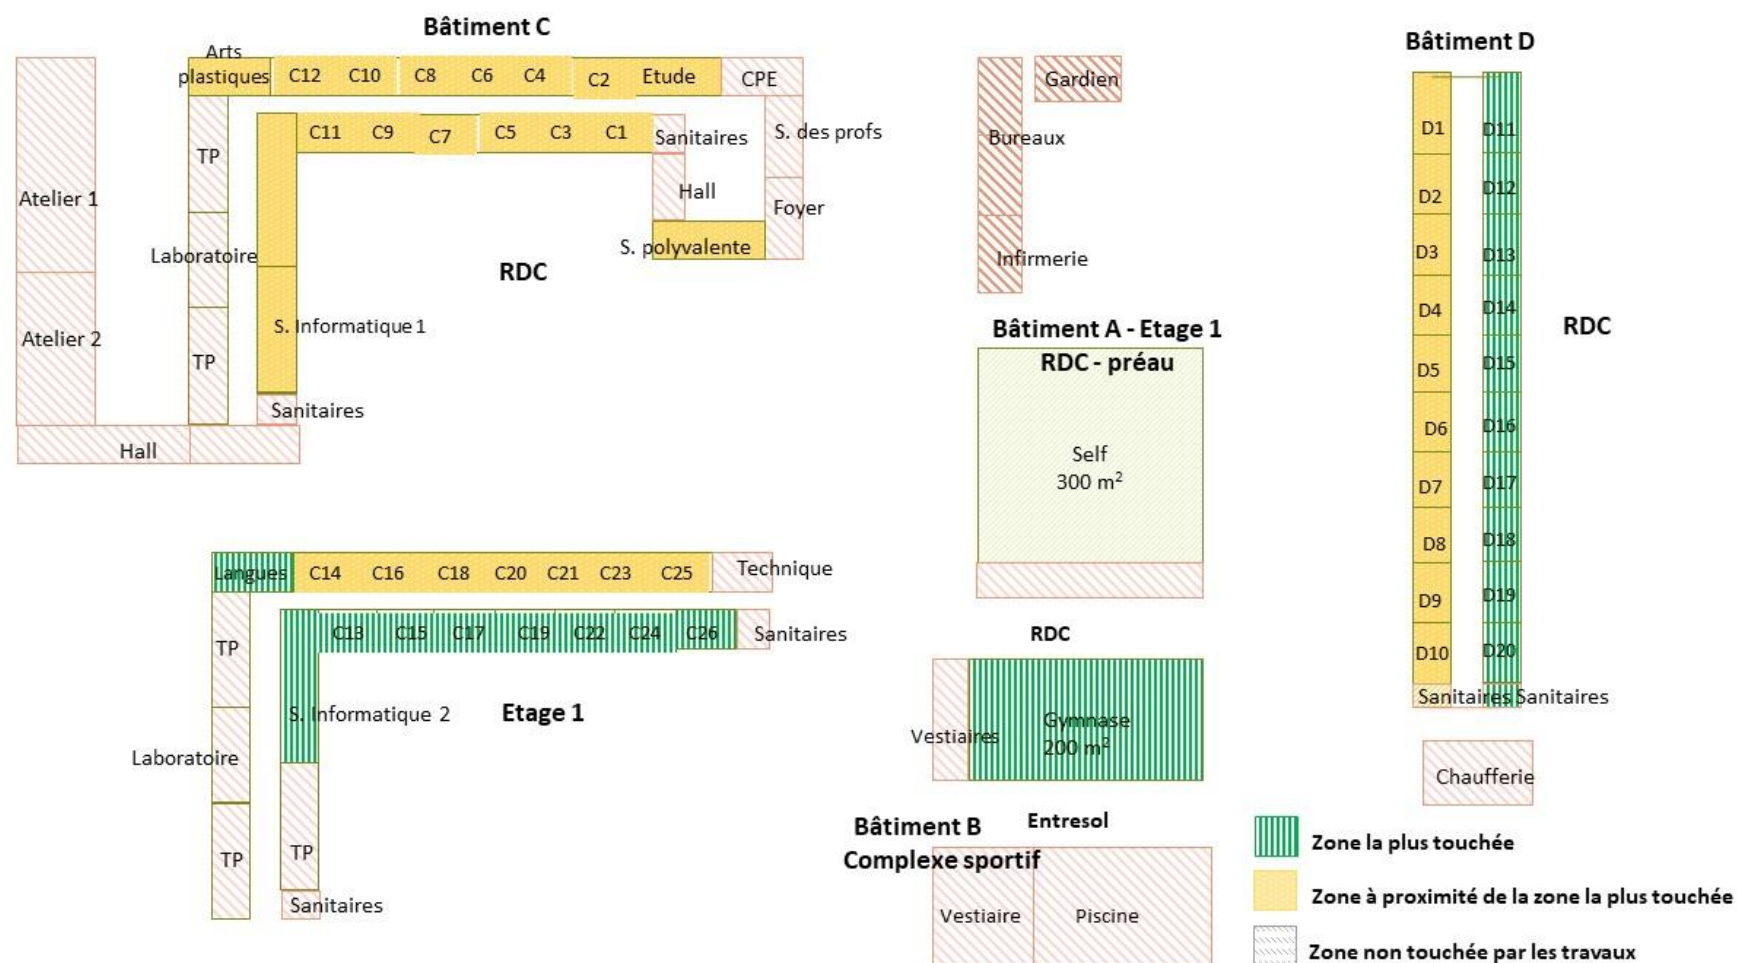 Bâtiment C
Arts
plastiques
C12
C10
C8
C6
C4
C2
Etude
CPE
C11
C9
C7
C5
C3
C1
Sanitaires
S. des profs
TP
Atelier 1
Hall
Foyer
S. polyvalente
Laboratoire
RDC
S. Informatique 1
Atelier 2
TP
Sanitaires
Hall
Langues
C14
C16
C18
C20
C21
C23
C25
Technique
C13
C15
C17
C19
C22
C24
C26
Sanitaires
TP
S. Informatique 2
Etage 1
Laboratoire
TP
TP
Sanitaires
Gardien
Bureaux
Infirmerie
Bâtiment A - Etage 1
RDC - préau
Self
300 m²
RDC
Vestiaires
Gymnase
200 m²
Bâtiment B
Complexe sportif
Entresol
Vestiaire
Piscine
Bâtiment D
D1
D11
D2
D12
D3
D13
D4
D14
RDC
D5
D15
D6
D16
D7
D17
D8
D18
D9
D19
D10
D20
Sanitaires Sanitaires
Chaufferie
Zone la plus touchée
Zone à proximité de la zone la plus touchée
Zone non touchée par les travaux